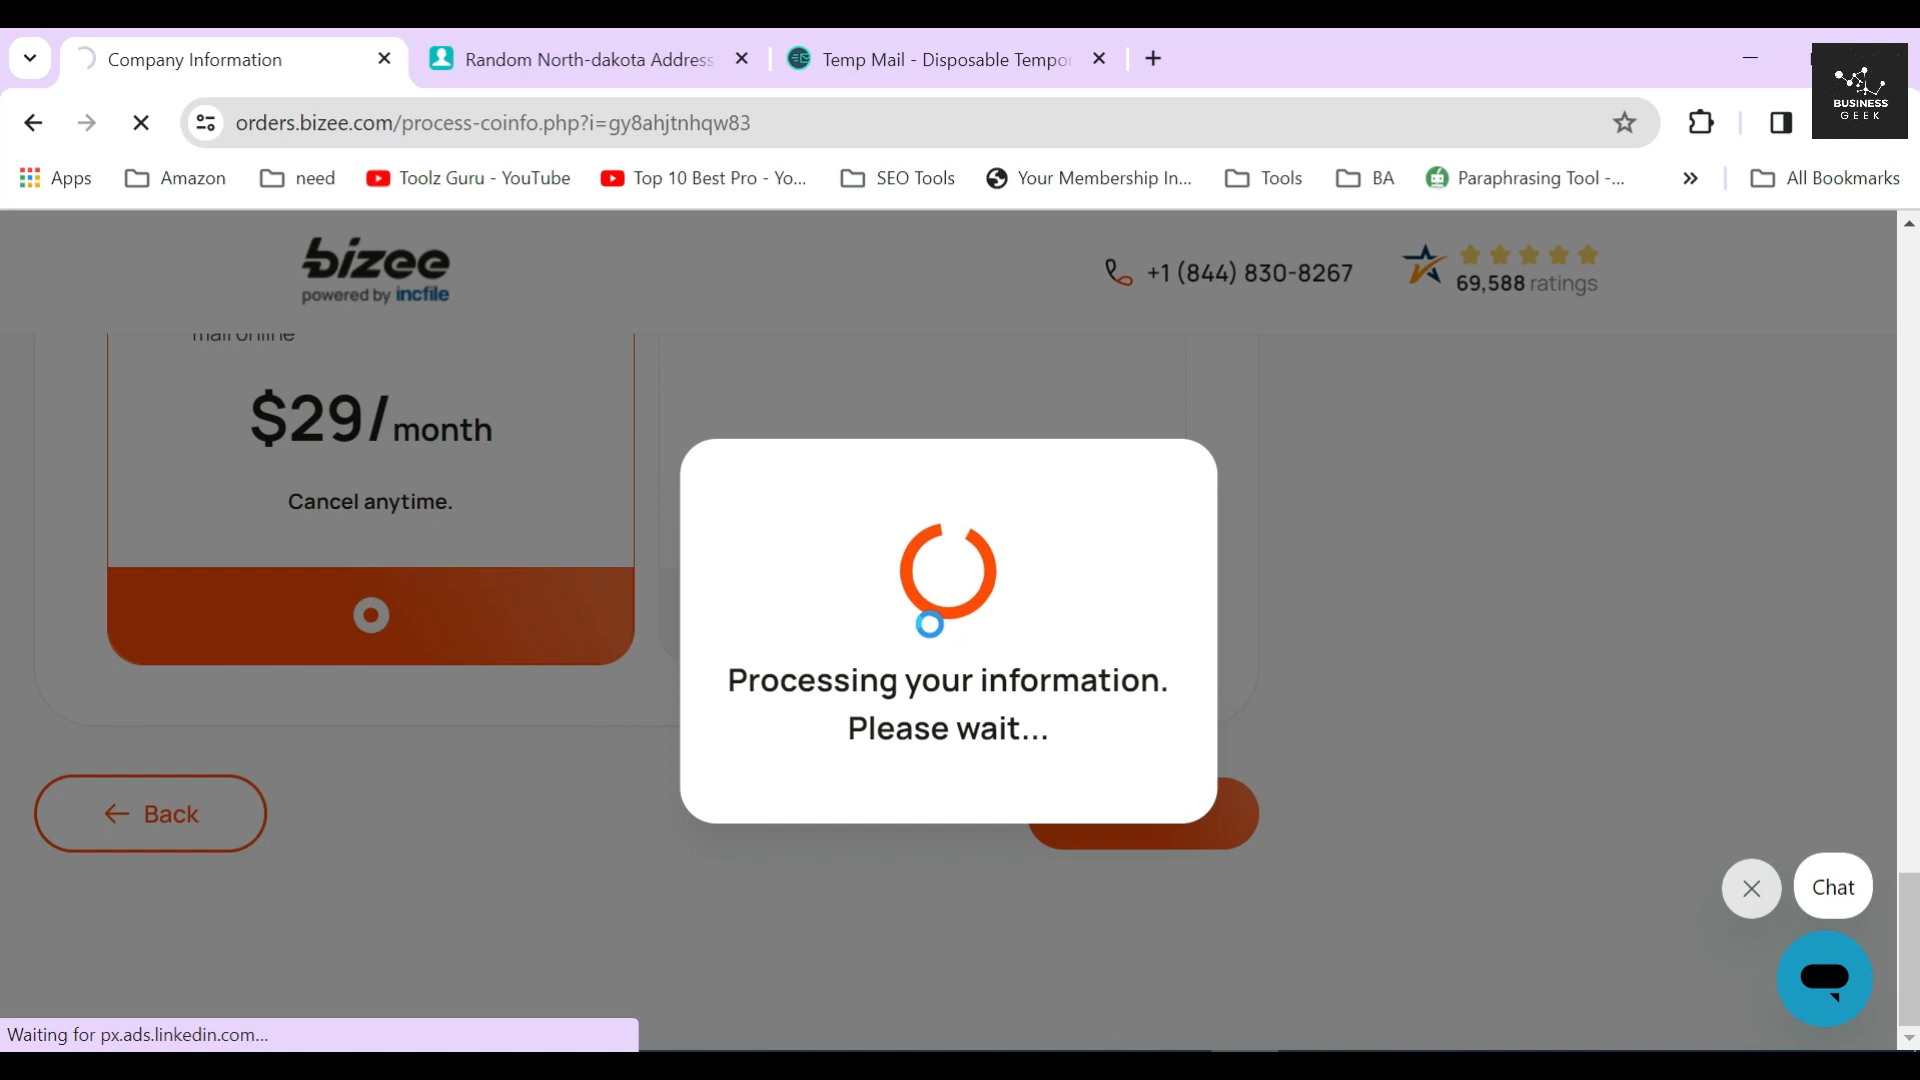 Company Information
Random North-dakota Address
Temp Mail - Disposable Tempo
BUSINESS
GEEK
orders.bizee.com/process-coinfo.php?i=gy8ahjtnhqw83
Apps
Amazon
need
Toolz Guru - YouTube
Top 10 Best Pro - Yo...
SEO Tools
Your Membership In...
Tools
BA
Paraphrasing Tool -...
All Bookmarks
bizee
powered by incfile
+1 (844) 830-8267
69,588 ratings
mail online
$29/month
Cancel anytime.
Processing your information.
Please wait...
Back
Chat
Waiting for px.ads.linkedin.com...